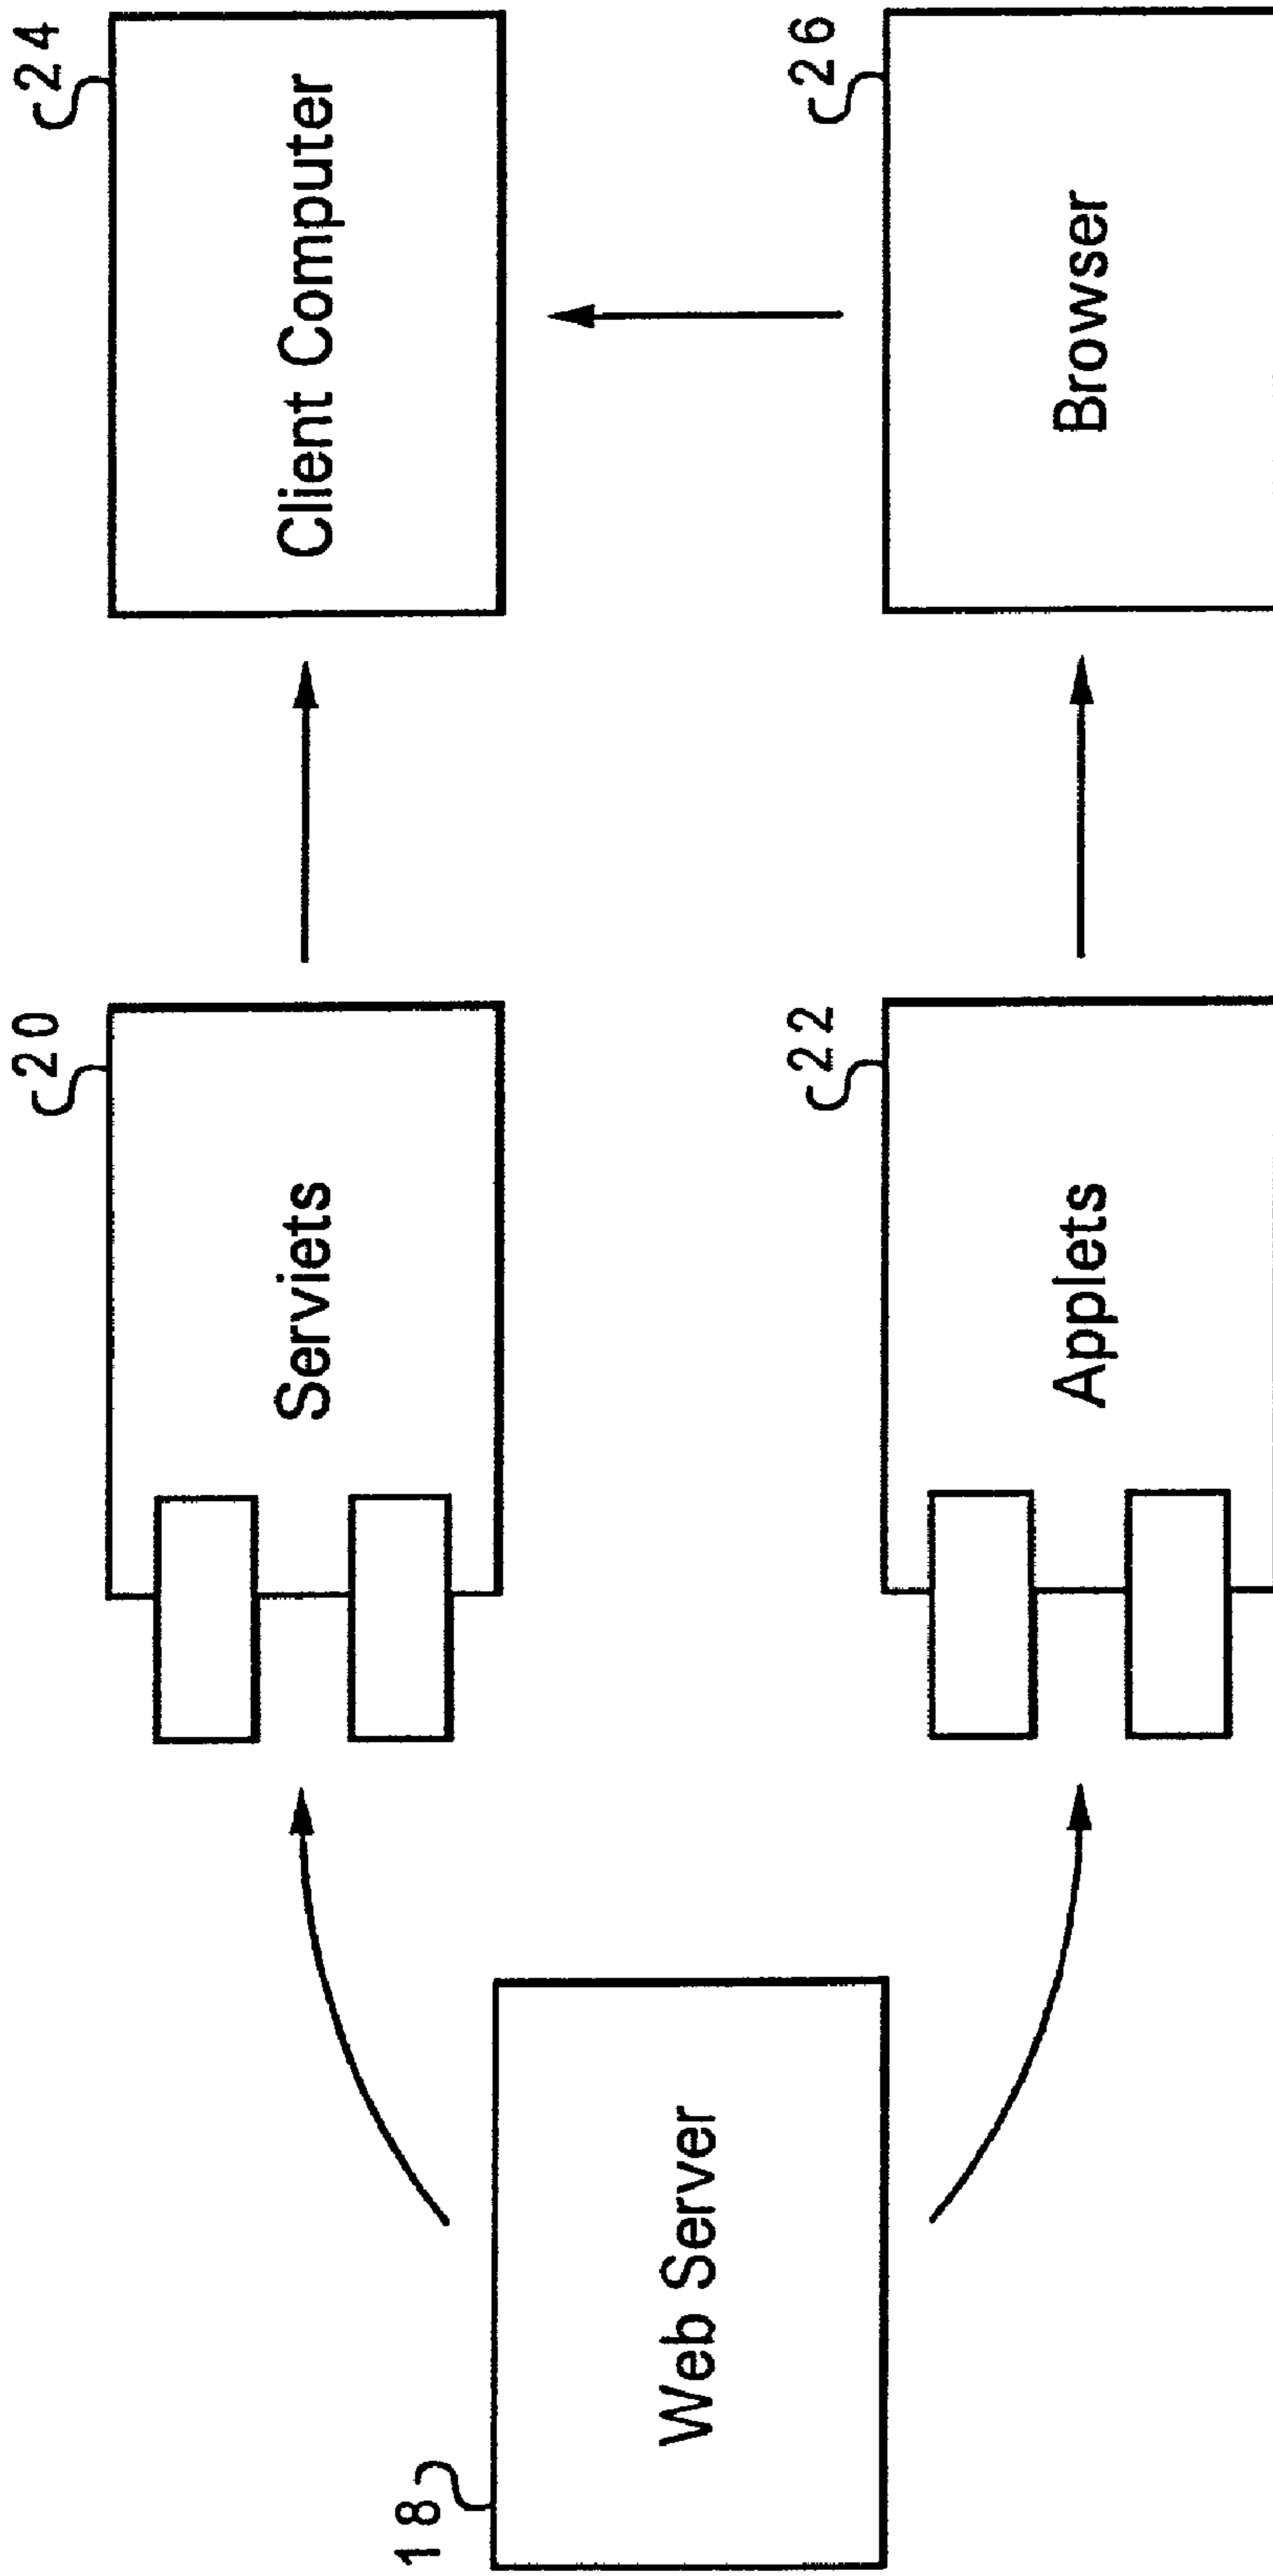 18
Web Server
20
Serviets
22
Applets
24
Client Computer
26
Browser